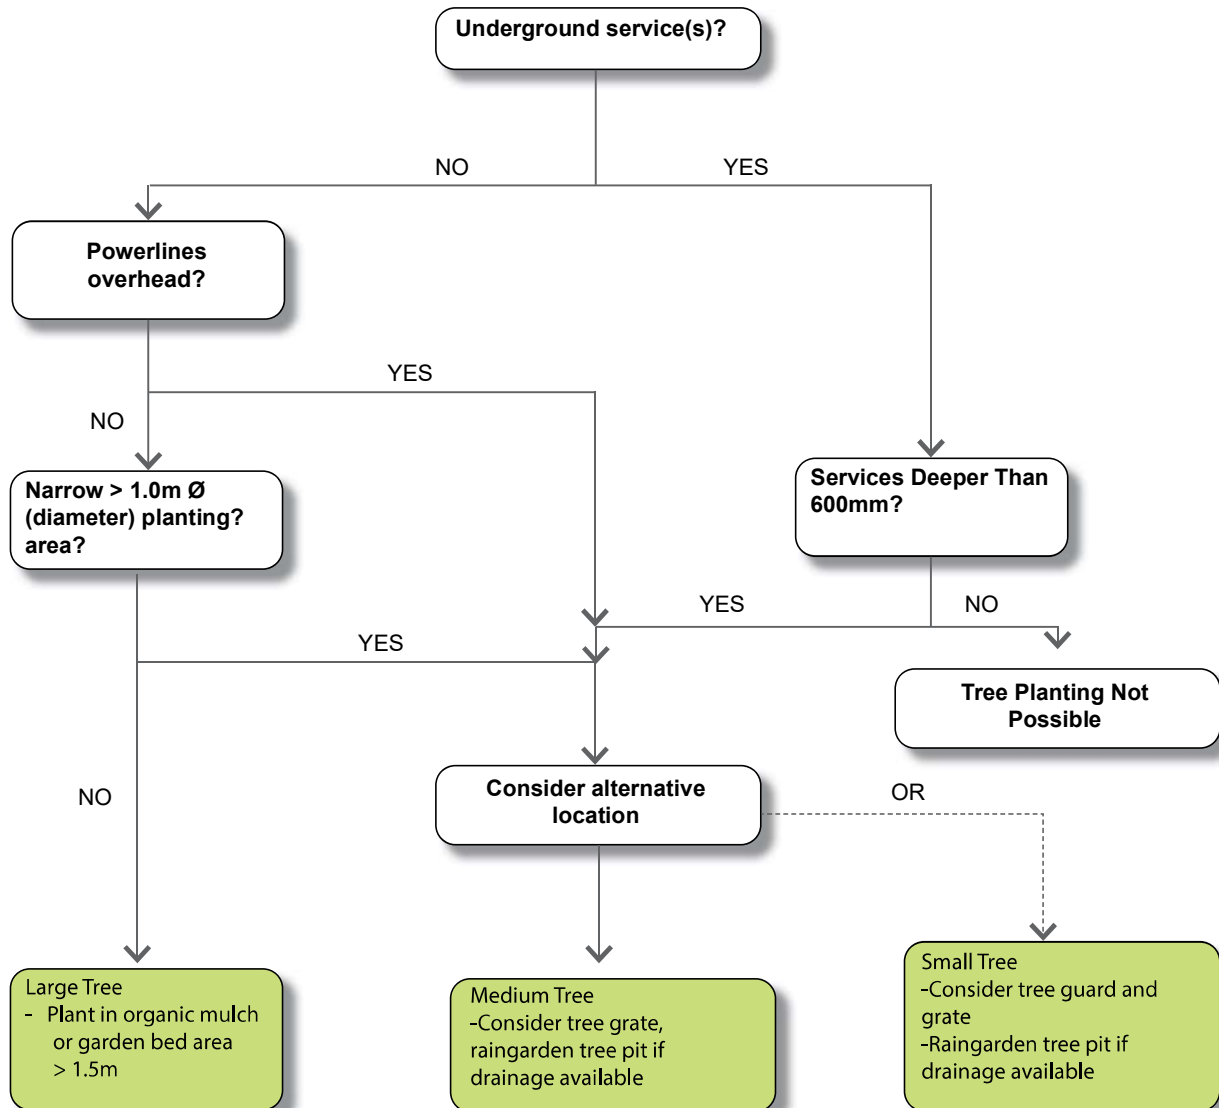 Underground service(s)?
NO
YES
Powerlines
overhead?
YES
NO
Narrow > 1.0m Ø
(diameter) planting?
area?
Services Deeper Than
600mm?
YES
NO
YES
Tree Planting Not
Possible
NO
Consider alternative
location
OR
Large Tree
- Plant in organic mulch
or garden bed area
> 1.5m
Medium Tree
-Consider tree grate,
raingarden tree pit if
drainage available
Small Tree
-Consider tree guard and
grate
-Raingarden tree pit if
drainage available